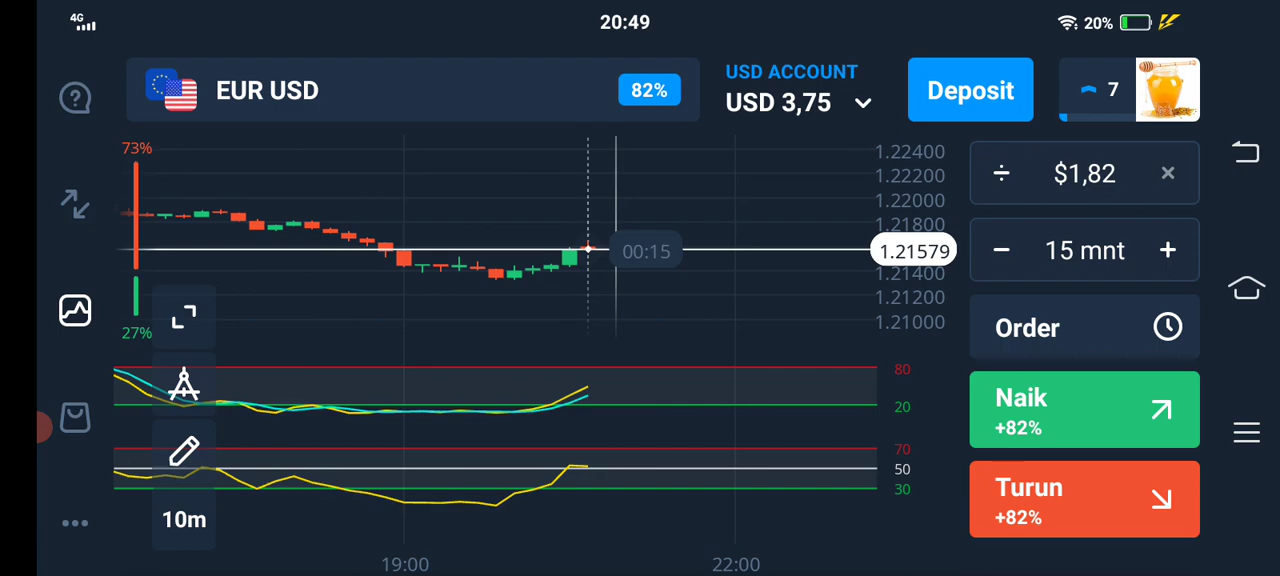 4G
20:49
20%
EUR USD
82%
USD ACCOUNT
USD 3,75
Deposit
7
73%
27%
1.22400
1.22200
1.22000
1.21800
1.21579
1.21400
1.21200
1.21000
00:15
÷ $1,82 ×
− 15 mnt +
Order
Naik
+82%
Turun
+82%
80
20
70
50
30
10m
19:00
22:00